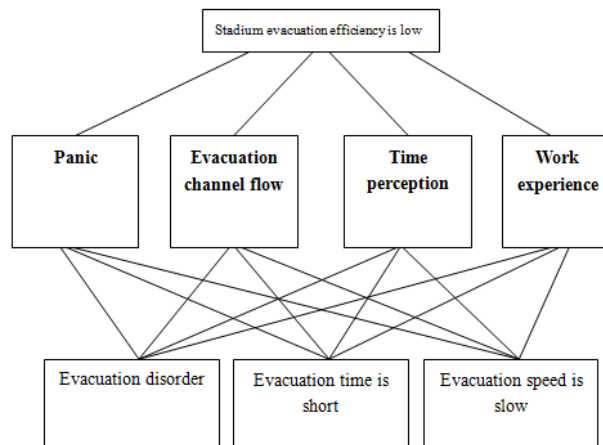 Stadium evacuation efficiency is low
Panic
Evacuation
channel flow
Time
perception
Work
experience
Evacuation disorder
Evacuation time is
short
Evacuation speed is
slow